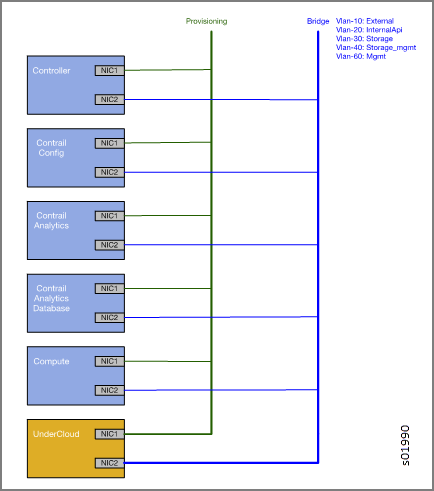 Provisioning
Bridge
Vlan-10: External
Vlan-20: InternalApi
Vlan-30: Storage
Vlan-40: Storage_mgmt
Vlan-60: Mgmt
Controller
NIC1
NIC2
Contrail
Config
NIC1
NIC2
Contrail
Analytics
NIC1
NIC2
Contrail
Analytics
Database
NIC1
NIC2
Compute
NIC1
NIC2
UnderCloud
NIC1
NIC2
s01990